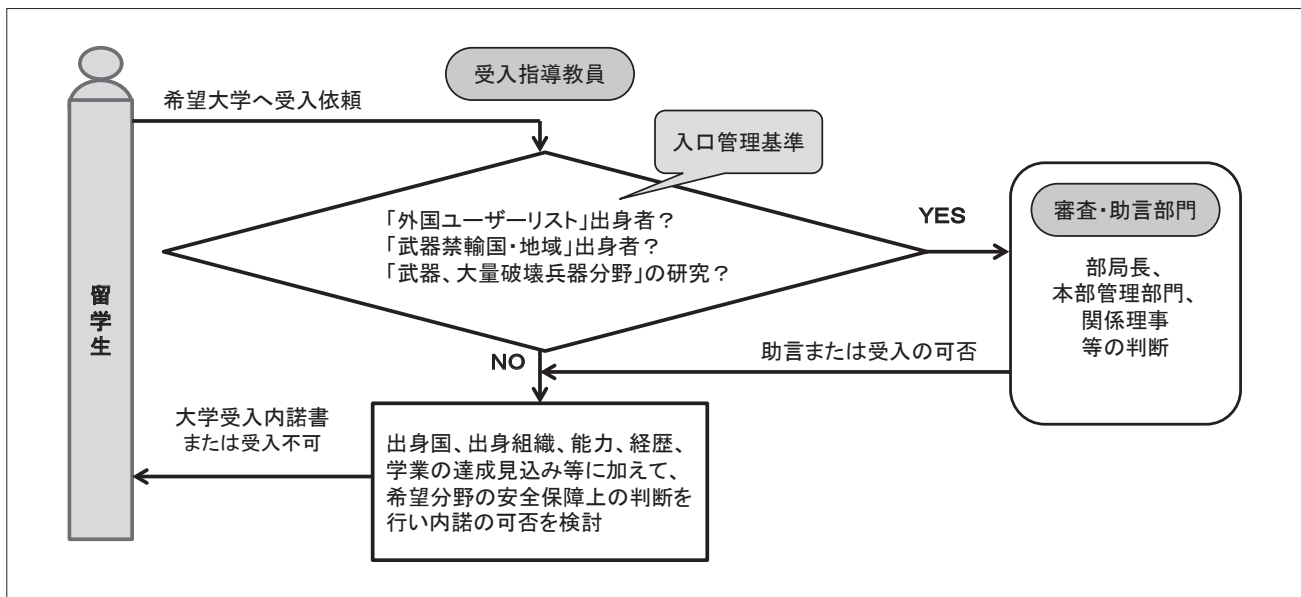 受入指導教員
希望大学へ受入依頼
入口管理基準
「外国ユーザーリスト」出身者?
「武器禁輸国・地域」出身者?
「武器、大量破壊兵器分野」の研究?
YES
審査・助言部門
部局長、
本部管理部門、
関係理事
等の判断
留学生
NO
助言または受入の可否
大学受入内諾書
または受入不可
出身国、出身組織、能力、経歴、
学業の達成見込み等に加えて、
希望分野の安全保障上の判断を
行い内諾の可否を検討